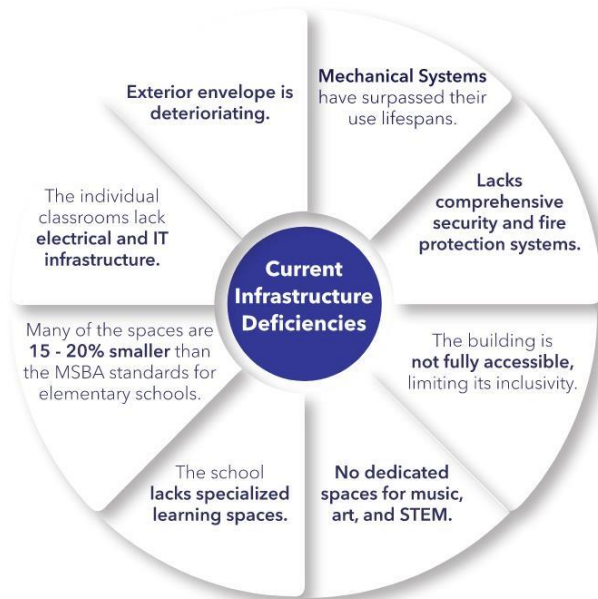 Current
Infrastructure
Deficiencies
Mechanical Systems
have surpassed their
use lifespans.
Lacks
comprehensive
security and fire
protection systems.
The building is
not fully accessible,
limiting its inclusivity.
No dedicated
spaces for music,
art, and STEM.
The school
lacks specialized
learning spaces.
Many of the spaces are
15 - 20% smaller than
the MSBA standards for
elementary schools.
The individual
classrooms lack
electrical and IT
infrastructure.
Exterior envelope is
deterioriating.